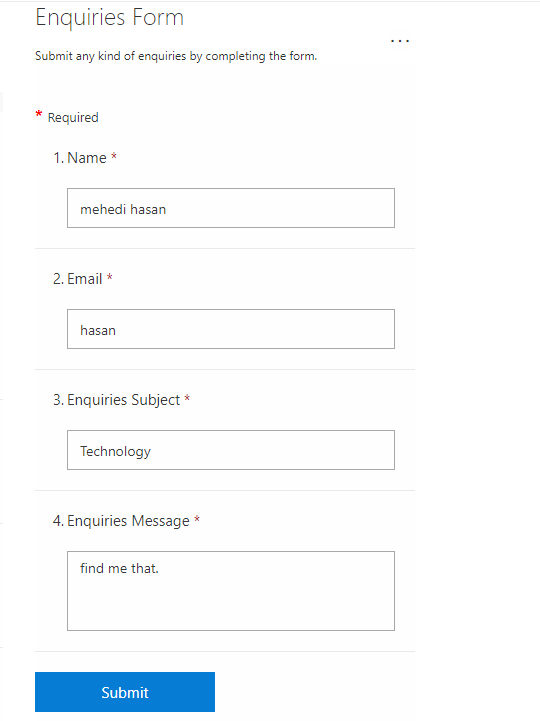 Enquiries Form
...
Submit any kind of enquiries by completing the form.
* Required
1. Name *
mehedi hasan
2. Email *
hasan
3. Enquiries Subject *
Technology
4. Enquiries Message *
find me that.
Submit